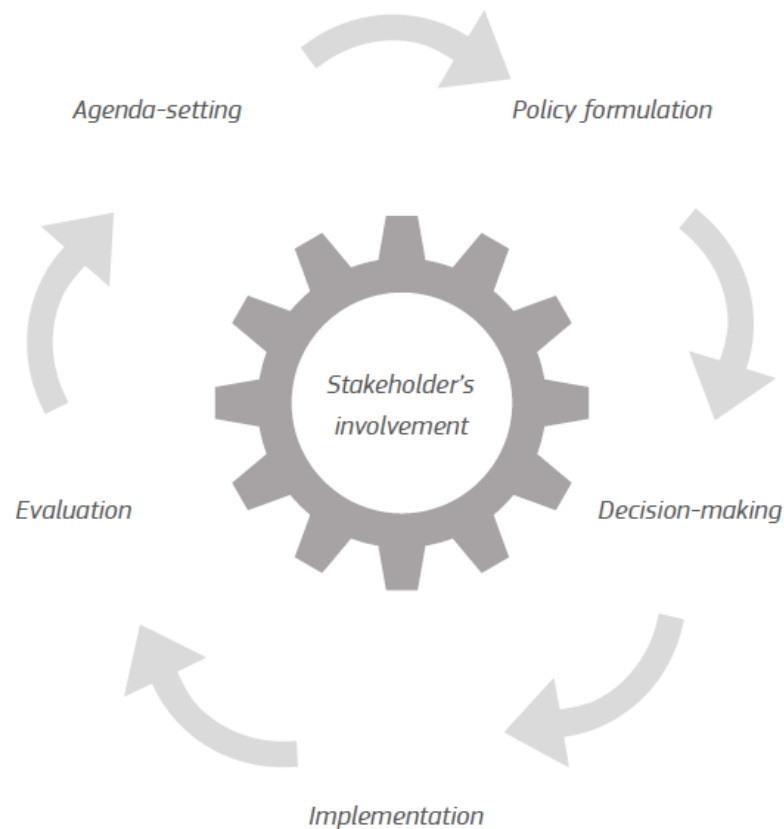 Agenda-setting
Policy formulation
Stakeholder's
involvement
Evaluation
Decision-making
Implementation